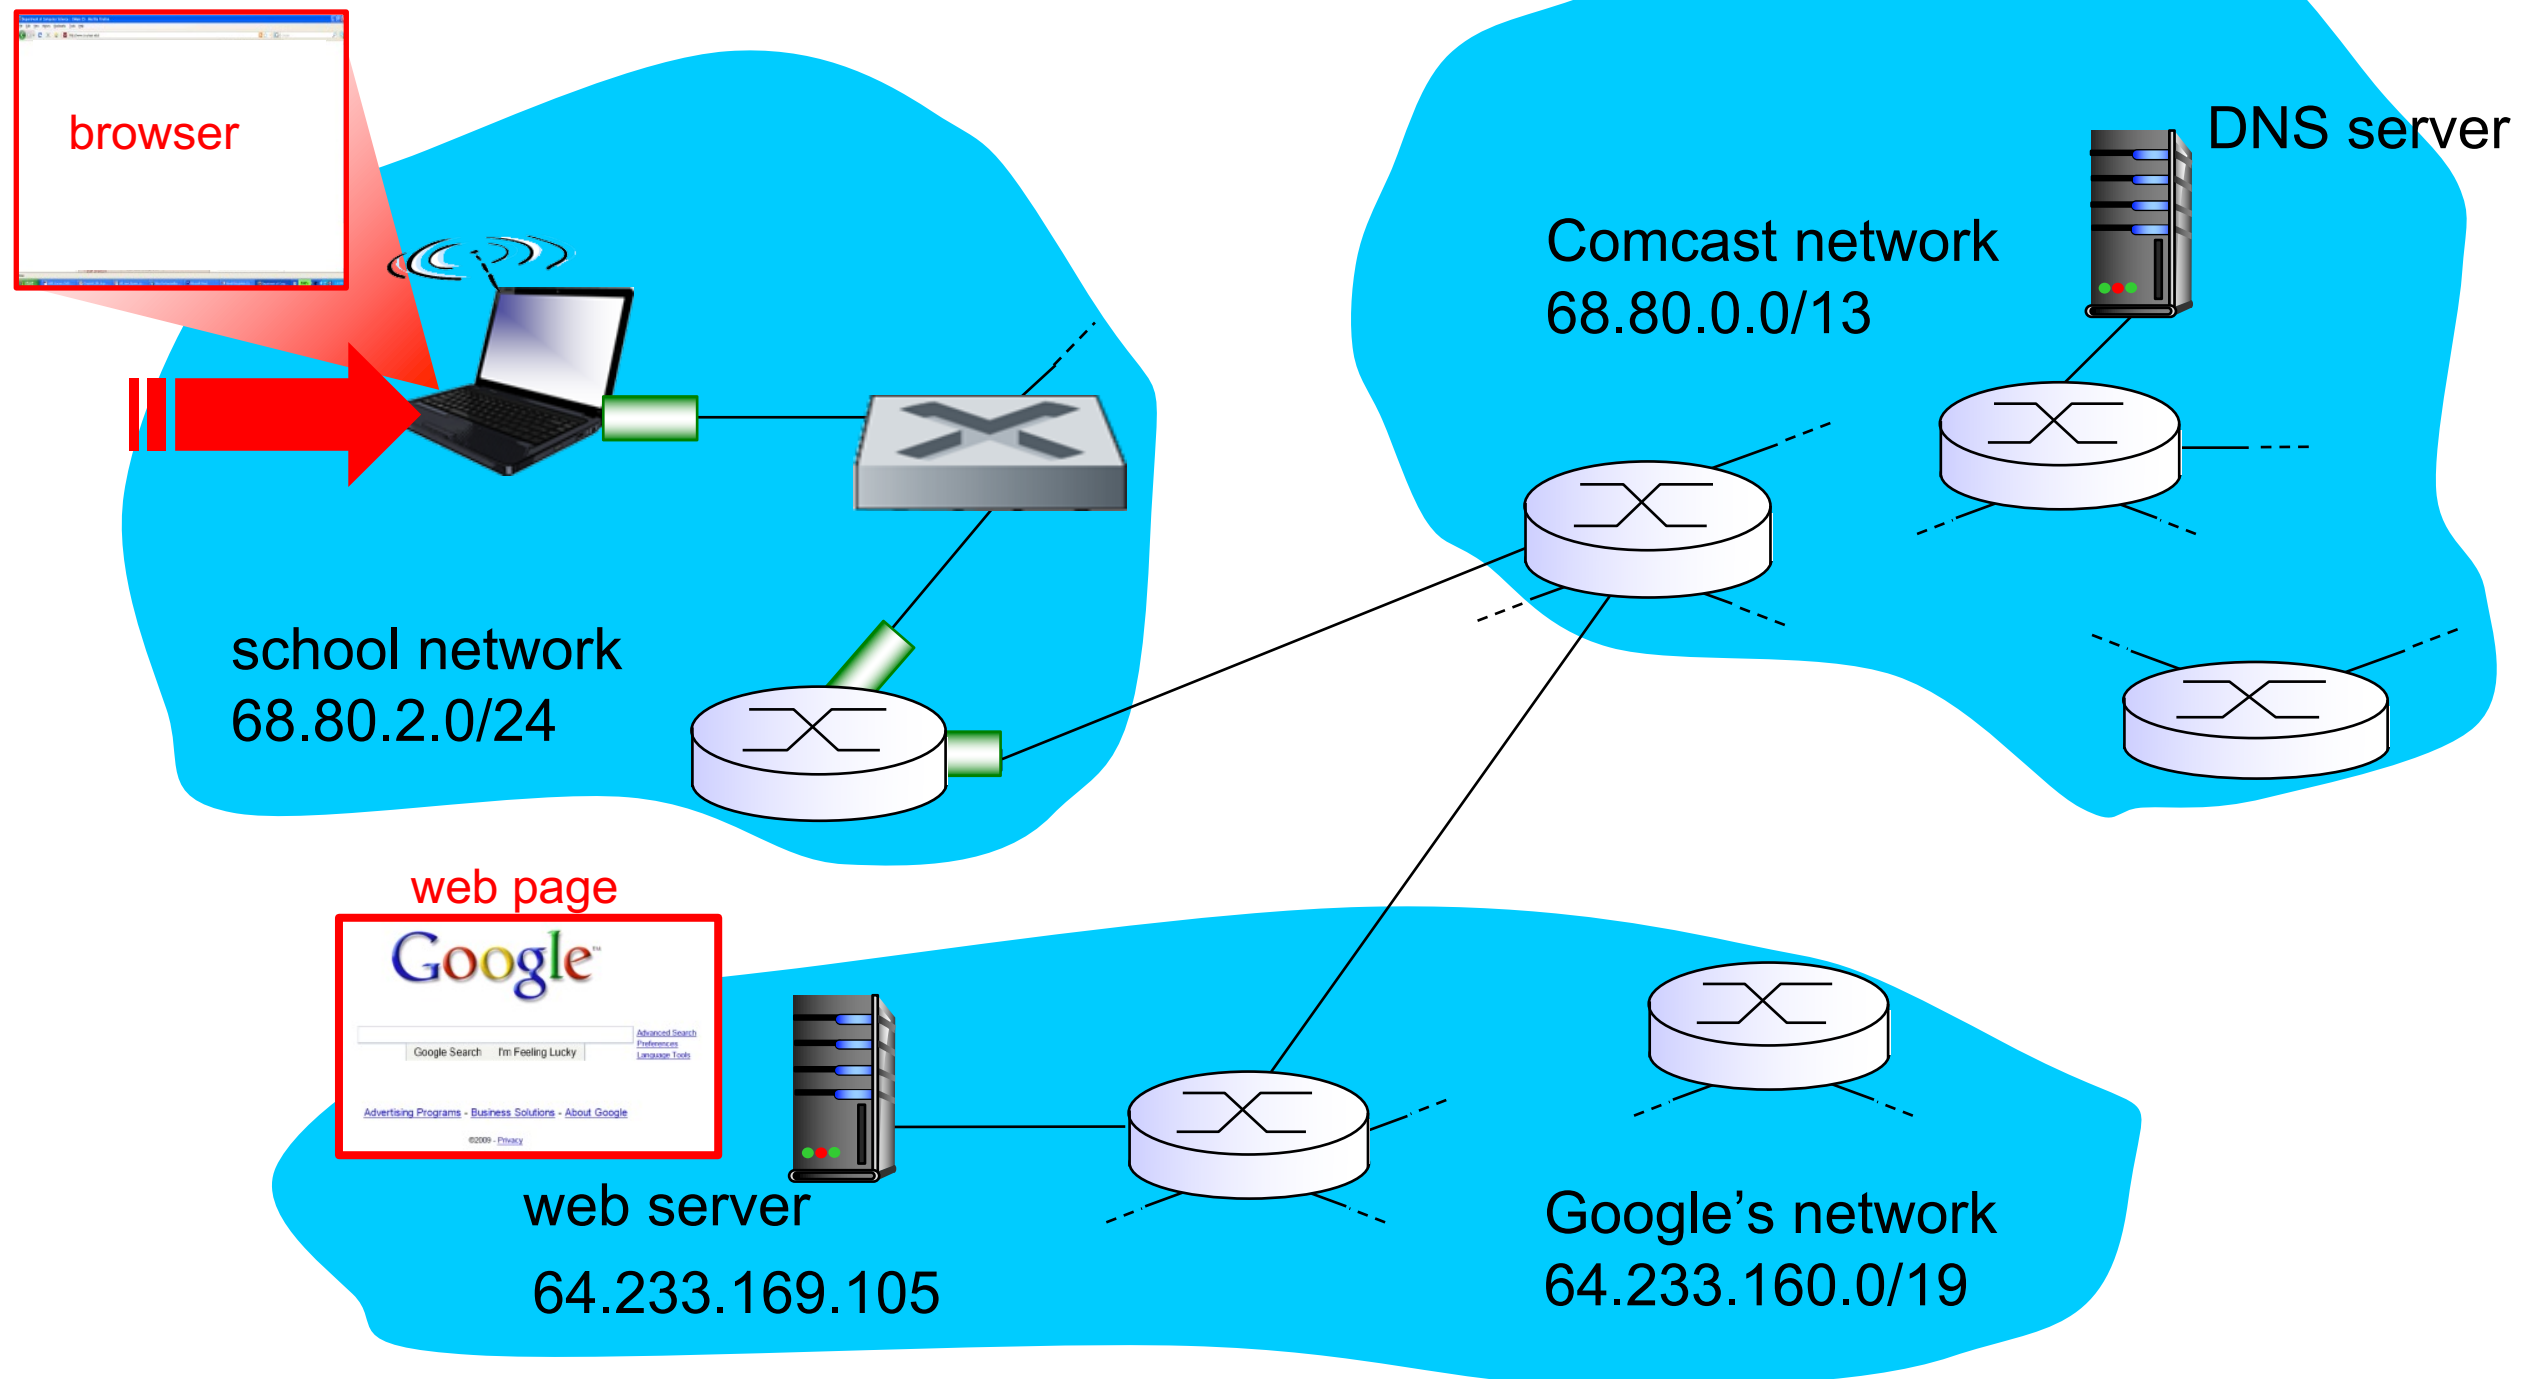 browser
DNS server
Comcast network
68.80.0.0/13
school network
68.80.2.0/24
web page
Google™
Advanced Search
Preferences
Language Tools
Google Search I'm Feeling Lucky
Advertising Programs - Business Solutions - About Google
©2009 - Privacy
web server
64.233.169.105
Google’s network
64.233.160.0/19